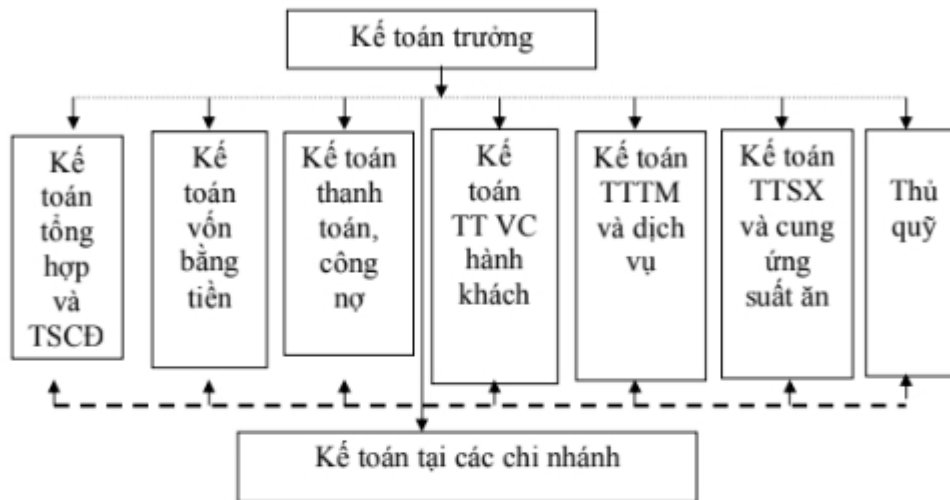 Kế toán trưởng
Kế
toán
tổng
hợp
và
TSCĐ
Kế
toán
vốn
bằng
tiền
Kế toán
thanh
toán,
công
nợ
Kế
toán
TT VC
hành
khách
Kế toán
TTTM
và dịch
vụ
Kế toán
TTSX
và cung
ứng
suất ăn
Thủ
quỹ
Kế toán tại các chi nhánh